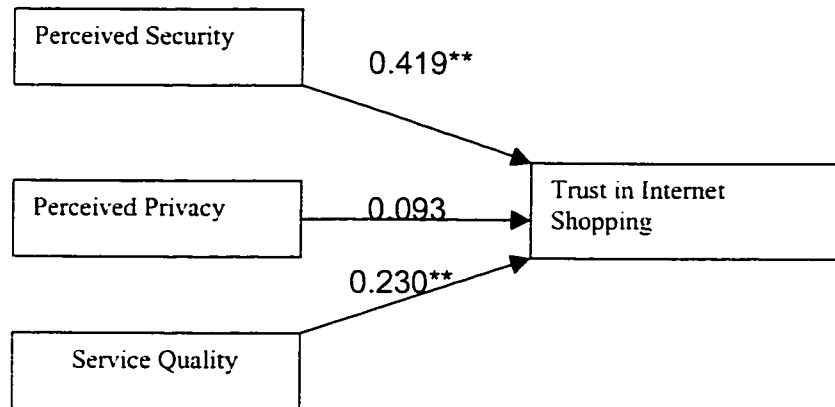 Perceived Security
0.419**
Perceived Privacy
0.093
Trust in Internet
Shopping
0.230**
Service Quality